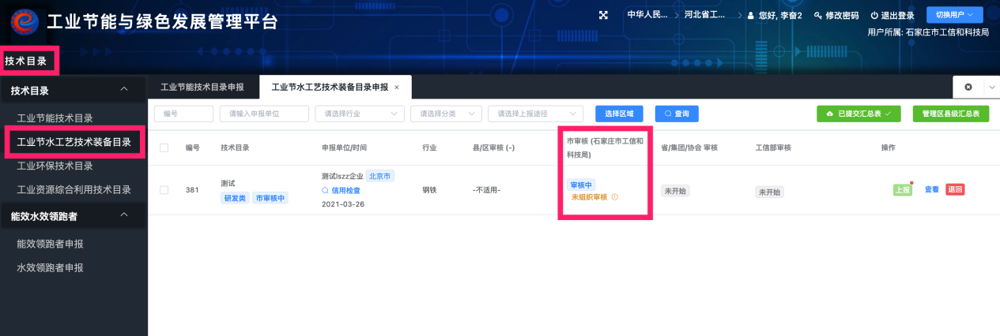 工业节能与绿色发展管理平台
中华人民... 河北省工... 您好, 李奋2 修改密码 退出登录 切换用户
用户所属: 石家庄市工信和科技局
技术目录
技术目录
工业节能技术目录
工业节水工艺技术装备目录
工业环保技术目录
工业资源综合利用技术目录
能效水效领跑者
能效领跑者申报
水效领跑者申报
工业节能技术目录申报 工业节水工艺技术装备目录申报 ×
编号 请输入申报单位 请选择行业 请选择分类 请选择上报途径 选择区域 查询 已提交汇总表 管理区县级汇总表
编号 技术目录 申报单位/时间 行业 县/区审核 (-) 市审核 (石家庄市工信和科技局) 省/集团/协会 审核 工信部审核 操作
381
测试
研发类 市审核中
测试lszz企业 北京市
信用检查
2021-03-26
钢铁
-不适用-
审核中
未组织审核
未开始
未开始
上报 查看 退回